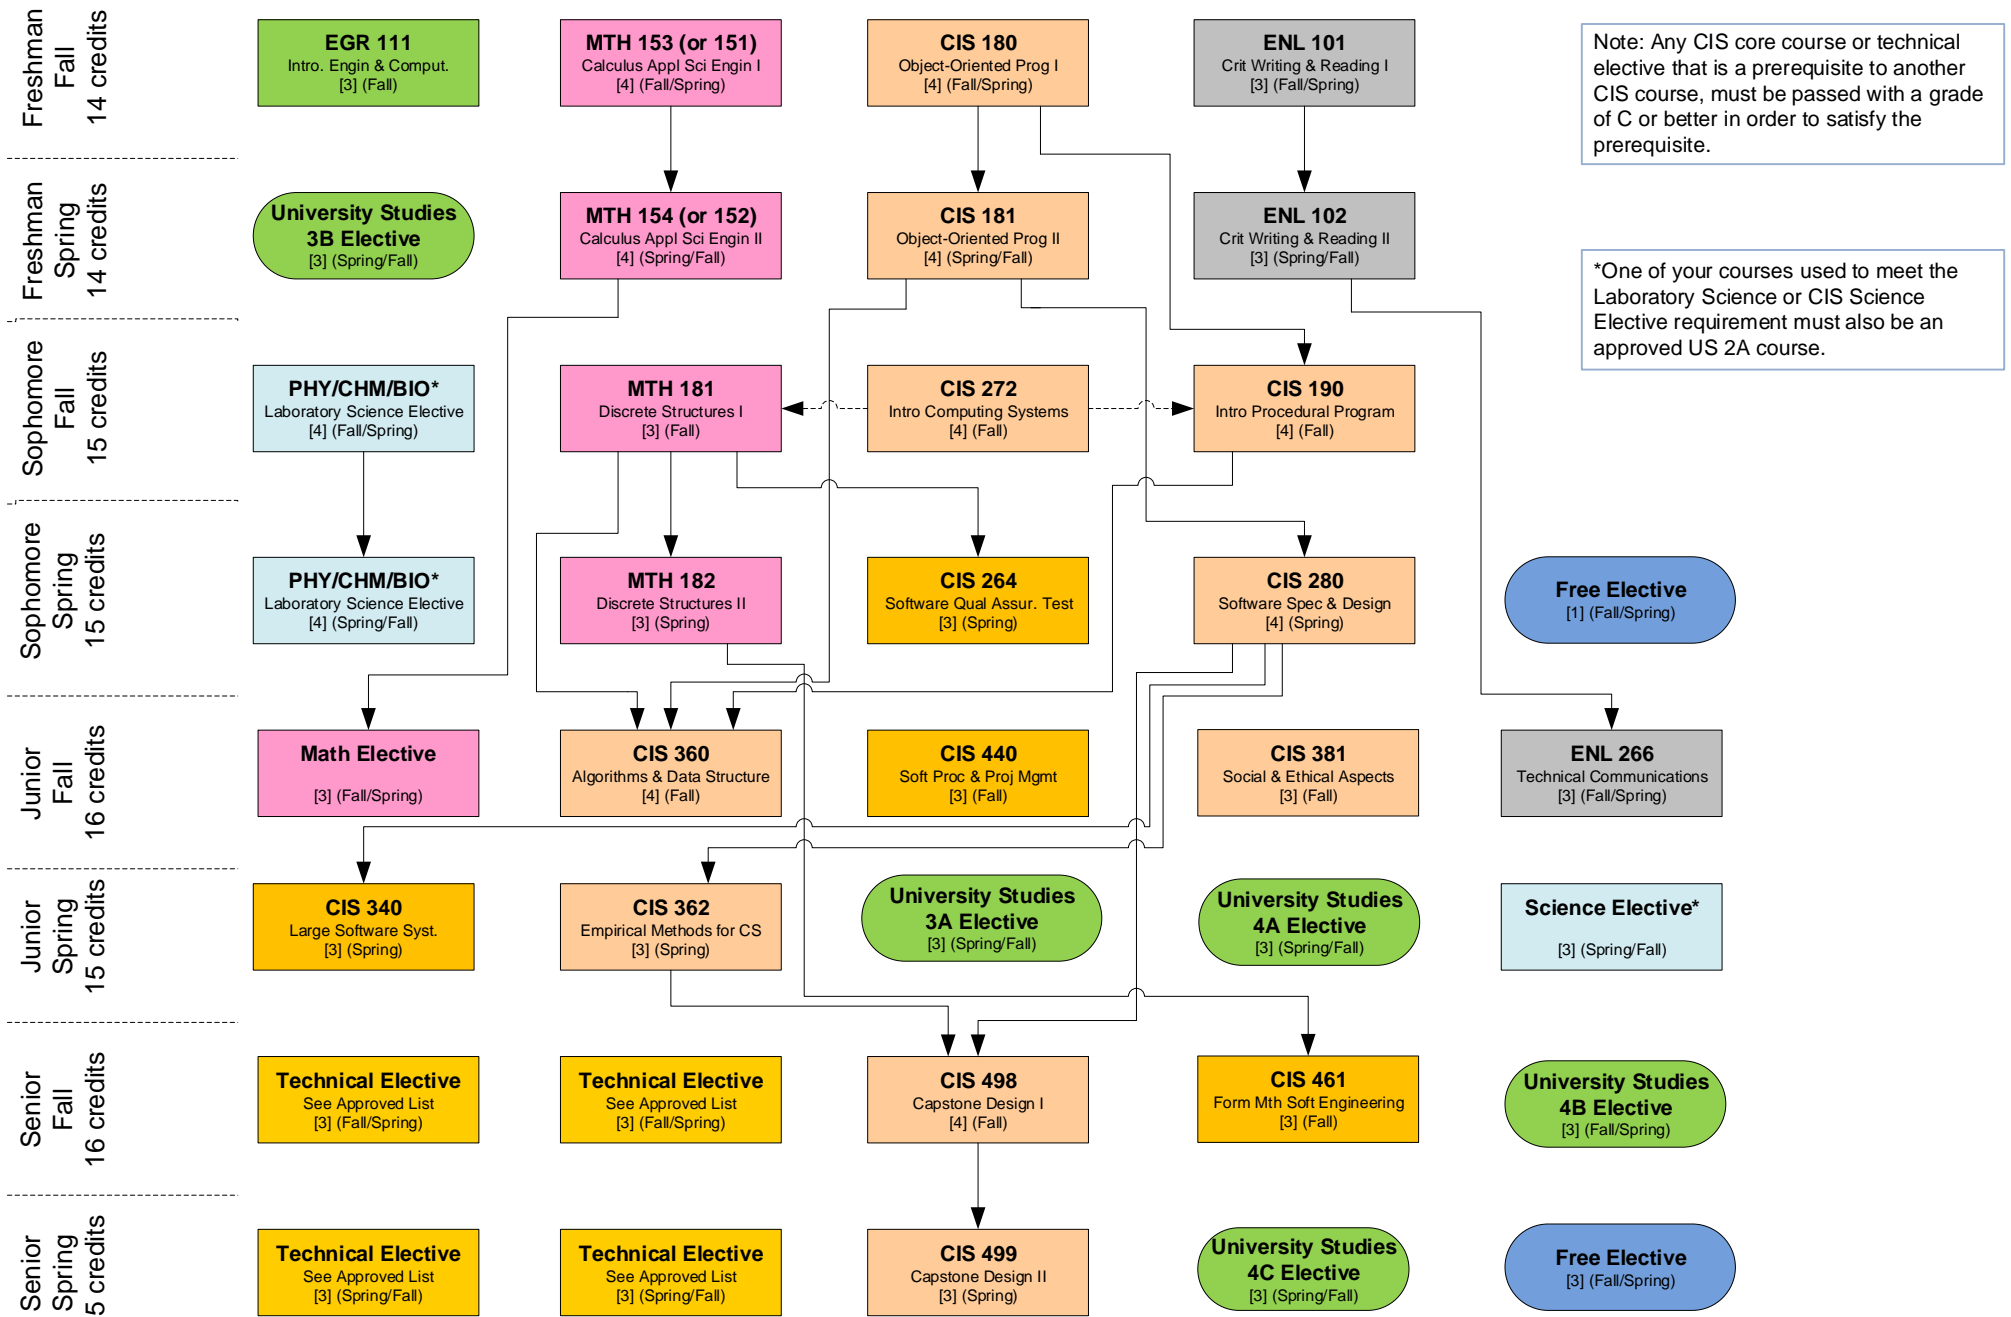 Freshman
Fall
14 credits
EGR 111
Intro. Engin & Comput.
[3] (Fall)
MTH 153 (or 151)
Calculus Appl Sci Engin I
[4] (Fall/Spring)
CIS 180
Object-Oriented Prog I
[4] (Fall/Spring)
ENL 101
Crit Writing & Reading I
[3] (Fall/Spring)
Note: Any CIS core course or technical
elective that is a prerequisite to another
CIS course, must be passed with a grade
of C or better in order to satisfy the
prerequisite.
Freshman
Spring
14 credits
University Studies
3B Elective
[3] (Spring/Fall)
MTH 154 (or 152)
Calculus Appl Sci Engin II
[4] (Spring/Fall)
CIS 181
Object-Oriented Prog II
[4] (Spring/Fall)
ENL 102
Crit Writing & Reading II
[3] (Spring/Fall)
*One of your courses used to meet the
Laboratory Science or CIS Science
Elective requirement must also be an
approved US 2A course.
Sophomore
Fall
15 credits
PHY/CHM/BIO*
Laboratory Science Elective
[4] (Fall/Spring)
MTH 181
Discrete Structures I
[3] (Fall)
CIS 272
Intro Computing Systems
[4] (Fall)
CIS 190
Intro Procedural Program
[4] (Fall)
Sophomore
Spring
15 credits
PHY/CHM/BIO*
Laboratory Science Elective
[4] (Spring/Fall)
MTH 182
Discrete Structures II
[3] (Spring)
CIS 264
Software Qual Assur. Test
[3] (Spring)
CIS 280
Software Spec & Design
[4] (Spring)
Free Elective
[1] (Fall/Spring)
Junior
Fall
16 credits
Math Elective
[3] (Fall/Spring)
CIS 360
Algorithms & Data Structure
[4] (Fall)
CIS 440
Soft Proc & Proj Mgmt
[3] (Fall)
CIS 381
Social & Ethical Aspects
[3] (Fall)
ENL 266
Technical Communications
[3] (Fall/Spring)
Junior
Spring
15 credits
CIS 340
Large Software Syst.
[3] (Spring)
CIS 362
Empirical Methods for CS
[3] (Spring)
University Studies
3A Elective
[3] (Spring/Fall)
University Studies
4A Elective
[3] (Spring/Fall)
Science Elective*
[3] (Spring/Fall)
Senior
Fall
16 credits
Technical Elective
See Approved List
[3] (Fall/Spring)
Technical Elective
See Approved List
[3] (Fall/Spring)
CIS 498
Capstone Design I
[4] (Fall)
CIS 461
Form Mth Soft Engineering
[3] (Fall)
University Studies
4B Elective
[3] (Fall/Spring)
Senior
Spring
5 credits
Technical Elective
See Approved List
[3] (Spring/Fall)
Technical Elective
See Approved List
[3] (Spring/Fall)
CIS 499
Capstone Design II
[3] (Spring)
University Studies
4C Elective
[3] (Spring/Fall)
Free Elective
[3] (Fall/Spring)